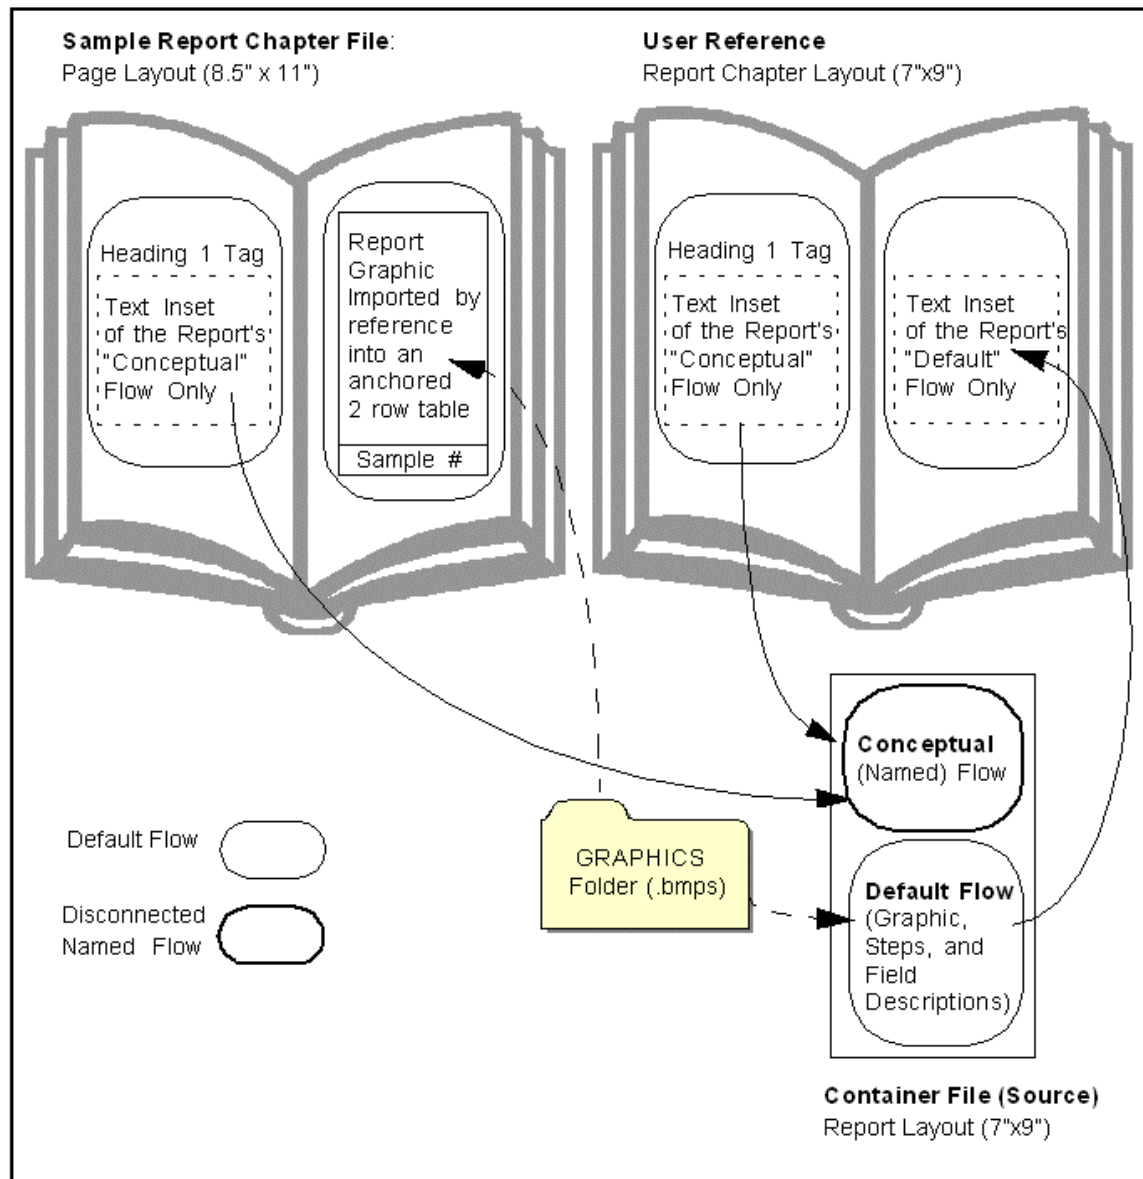 Sample Report Chapter File:
Page Layout (8.5" x 11")
User Reference
Report Chapter Layout (7"x9")
Heading 1 Tag
Text Inset
of the Report's
"Conceptual"
Flow Only
Report
Graphic
Imported by
reference
into an
anchored
2 row table
Sample #
Heading 1 Tag
Text Inset
of the Report's
"Conceptual"
Flow Only
Text Inset
of the Report's
"Default"
Flow Only
Conceptual
(Named) Flow
Default Flow
(Graphic,
Steps, and
Field
Descriptions)
GRAPHICS
Folder (.bmps)
Default Flow
Disconnected
Named Flow
Container File (Source)
Report Layout (7"x9")